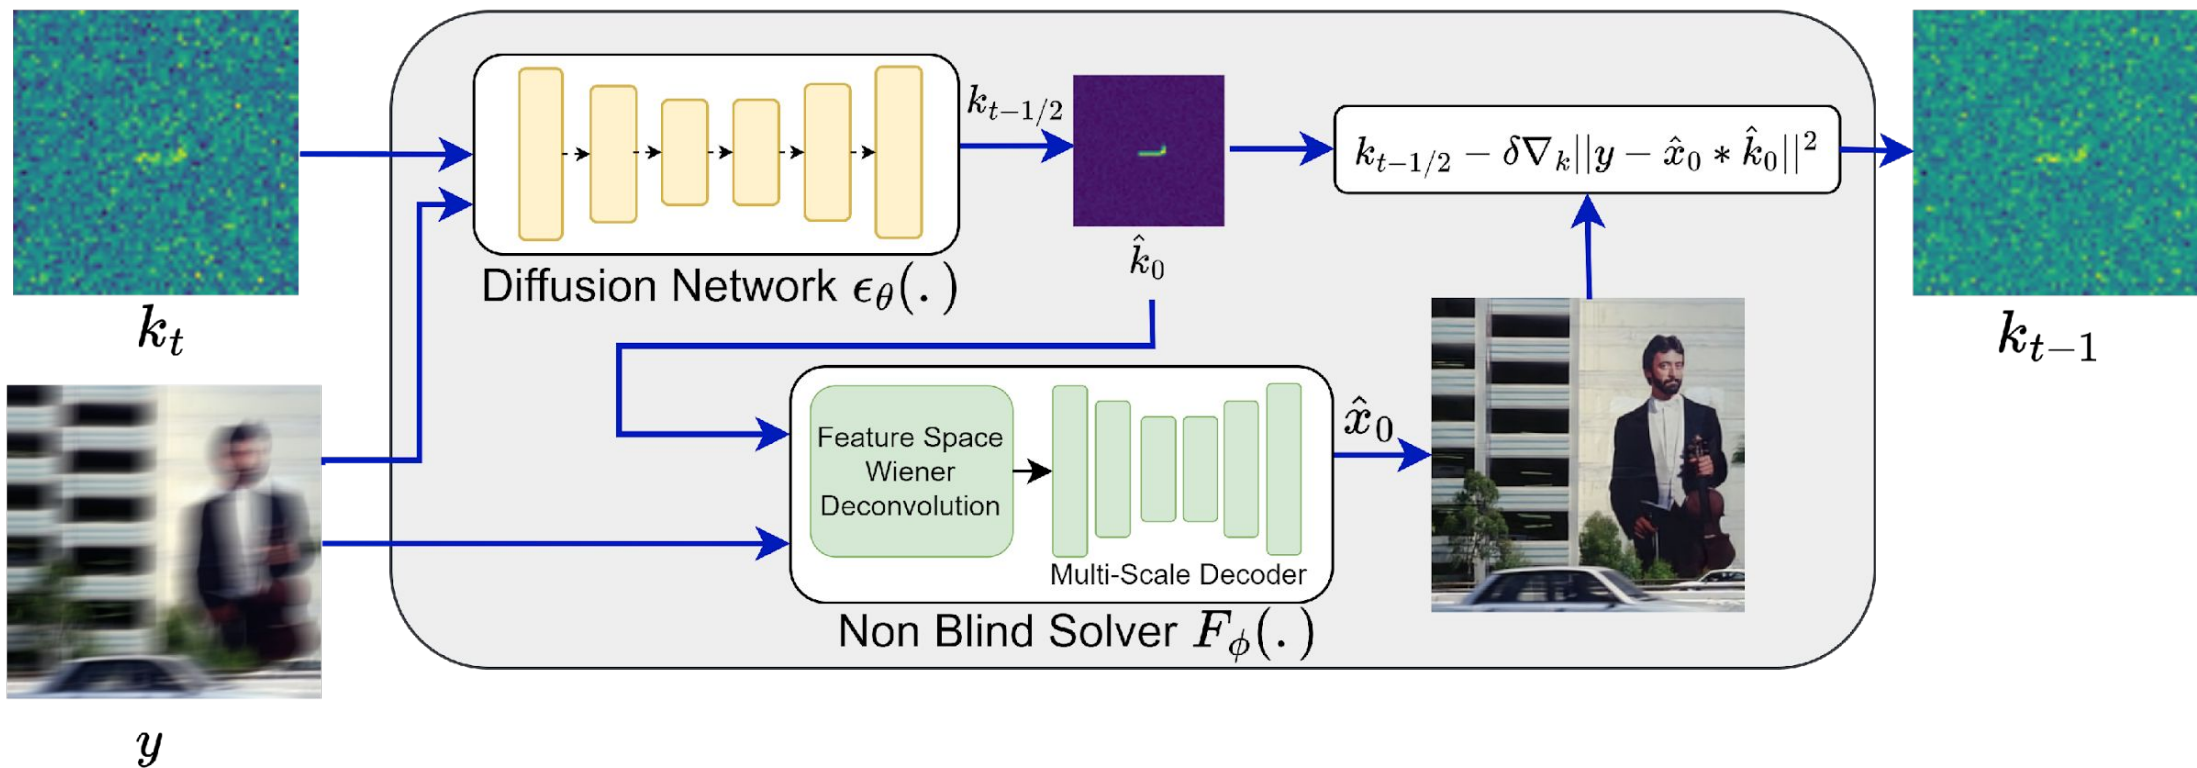 k_t
y
Diffusion Network ϵ_θ(.)
k_{t−1/2}
k̂_0
k_{t−1/2} − δ∇_k||y − x̂_0 * k̂_0||²
k_{t−1}
Feature Space
Wiener
Deconvolution
Multi-Scale Decoder
Non Blind Solver F_ϕ(.)
x̂_0